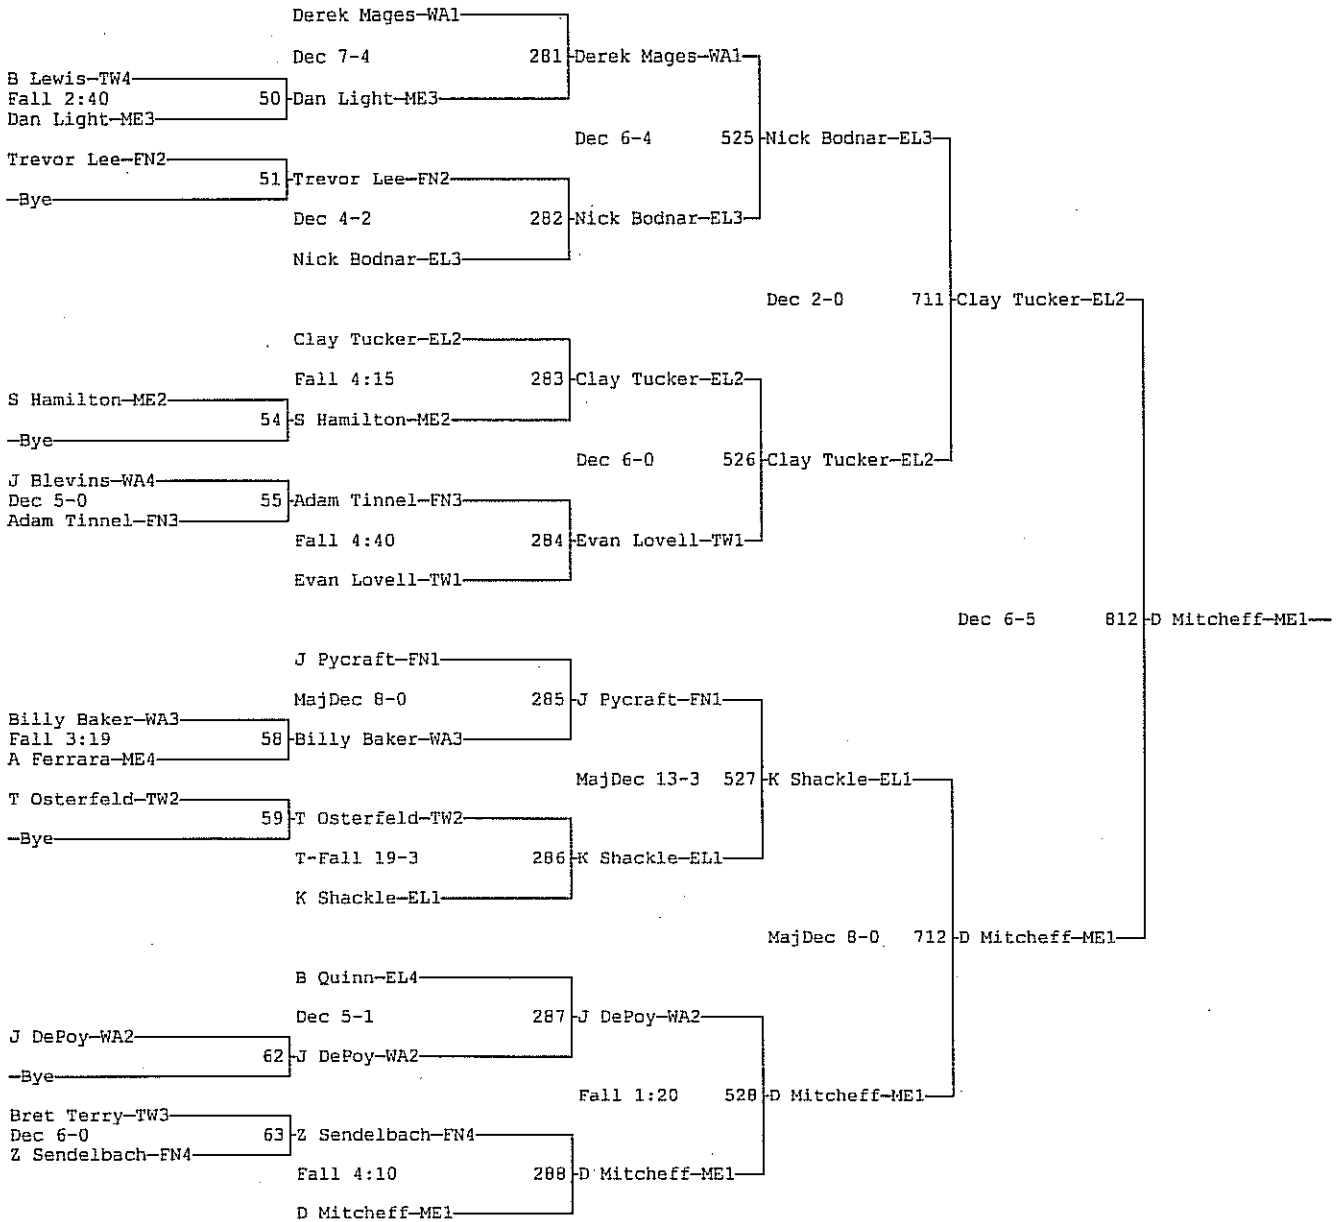 Derek Mages-WA1
Dec 7-4 281 Derek Mages-WA1
B Lewis-TW4
Fall 2:40 50 Dan Light-ME3
Dan Light-ME3
Dec 6-4 525 Nick Bodnar-EL3
Trevor Lee-FN2
51 Trevor Lee-FN2
-Bye
Dec 4-2 282 Nick Bodnar-EL3
Nick Bodnar-EL3
Dec 2-0 711 Clay Tucker-EL2
Clay Tucker-EL2
Fall 4:15 283 Clay Tucker-EL2
S Hamilton-ME2
54 S Hamilton-ME2
-Bye
Dec 6-0 526 Clay Tucker-EL2
J Blevins-WA4
Dec 5-0 55 Adam Tinnel-FN3
Adam Tinnel-FN3
Fall 4:40 284 Evan Lovell-TW1
Evan Lovell-TW1
Dec 6-5 812 D Mitcheff-ME1
J Pycraft-FN1
MajDec 8-0 285 J Pycraft-FN1
Billy Baker-WA3
Fall 3:19 58 Billy Baker-WA3
A Ferrara-ME4
MajDec 13-3 527 K Shackle-EL1
T Osterfeld-TW2
59 T Osterfeld-TW2
-Bye
T-Fall 19-3 286 K Shackle-EL1
K Shackle-EL1
MajDec 8-0 712 D Mitcheff-ME1
B Quinn-EL4
Dec 5-1 287 J DePoy-WA2
J DePoy-WA2
62 J DePoy-WA2
-Bye
Fall 1:20 528 D Mitcheff-ME1
Bret Terry-TW3
Dec 6-0 63 Z Sendelbach-FN4
Z Sendelbach-FN4
Fall 4:10 288 D Mitcheff-ME1
D Mitcheff-ME1